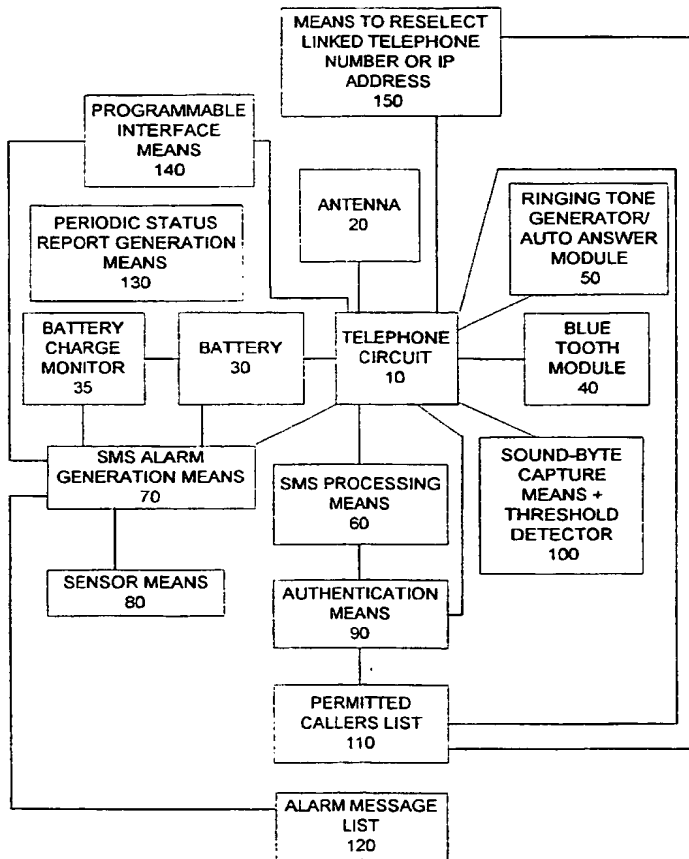 MEANS TO RESELECT
LINKED TELEPHONE
NUMBER OR IP
ADDRESS
150
PROGRAMMABLE
INTERFACE
MEANS
140
ANTENNA
20
RINGING TONE
GENERATOR/
AUTO ANSWER
MODULE
50
PERIODIC STATUS
REPORT GENERATION
MEANS
130
BATTERY
CHARGE
MONITOR
35
BATTERY
30
TELEPHONE
CIRCUIT
10
BLUE
TOOTH
MODULE
40
SMS ALARM
GENERATION MEANS
70
SMS PROCESSING
MEANS
60
SOUND-BYTE
CAPTURE
MEANS +
THRESHOLD
DETECTOR
100
SENSOR MEANS
80
AUTHENTICATION
MEANS
90
PERMITTED
CALLERS LIST
110
ALARM MESSAGE
LIST
120